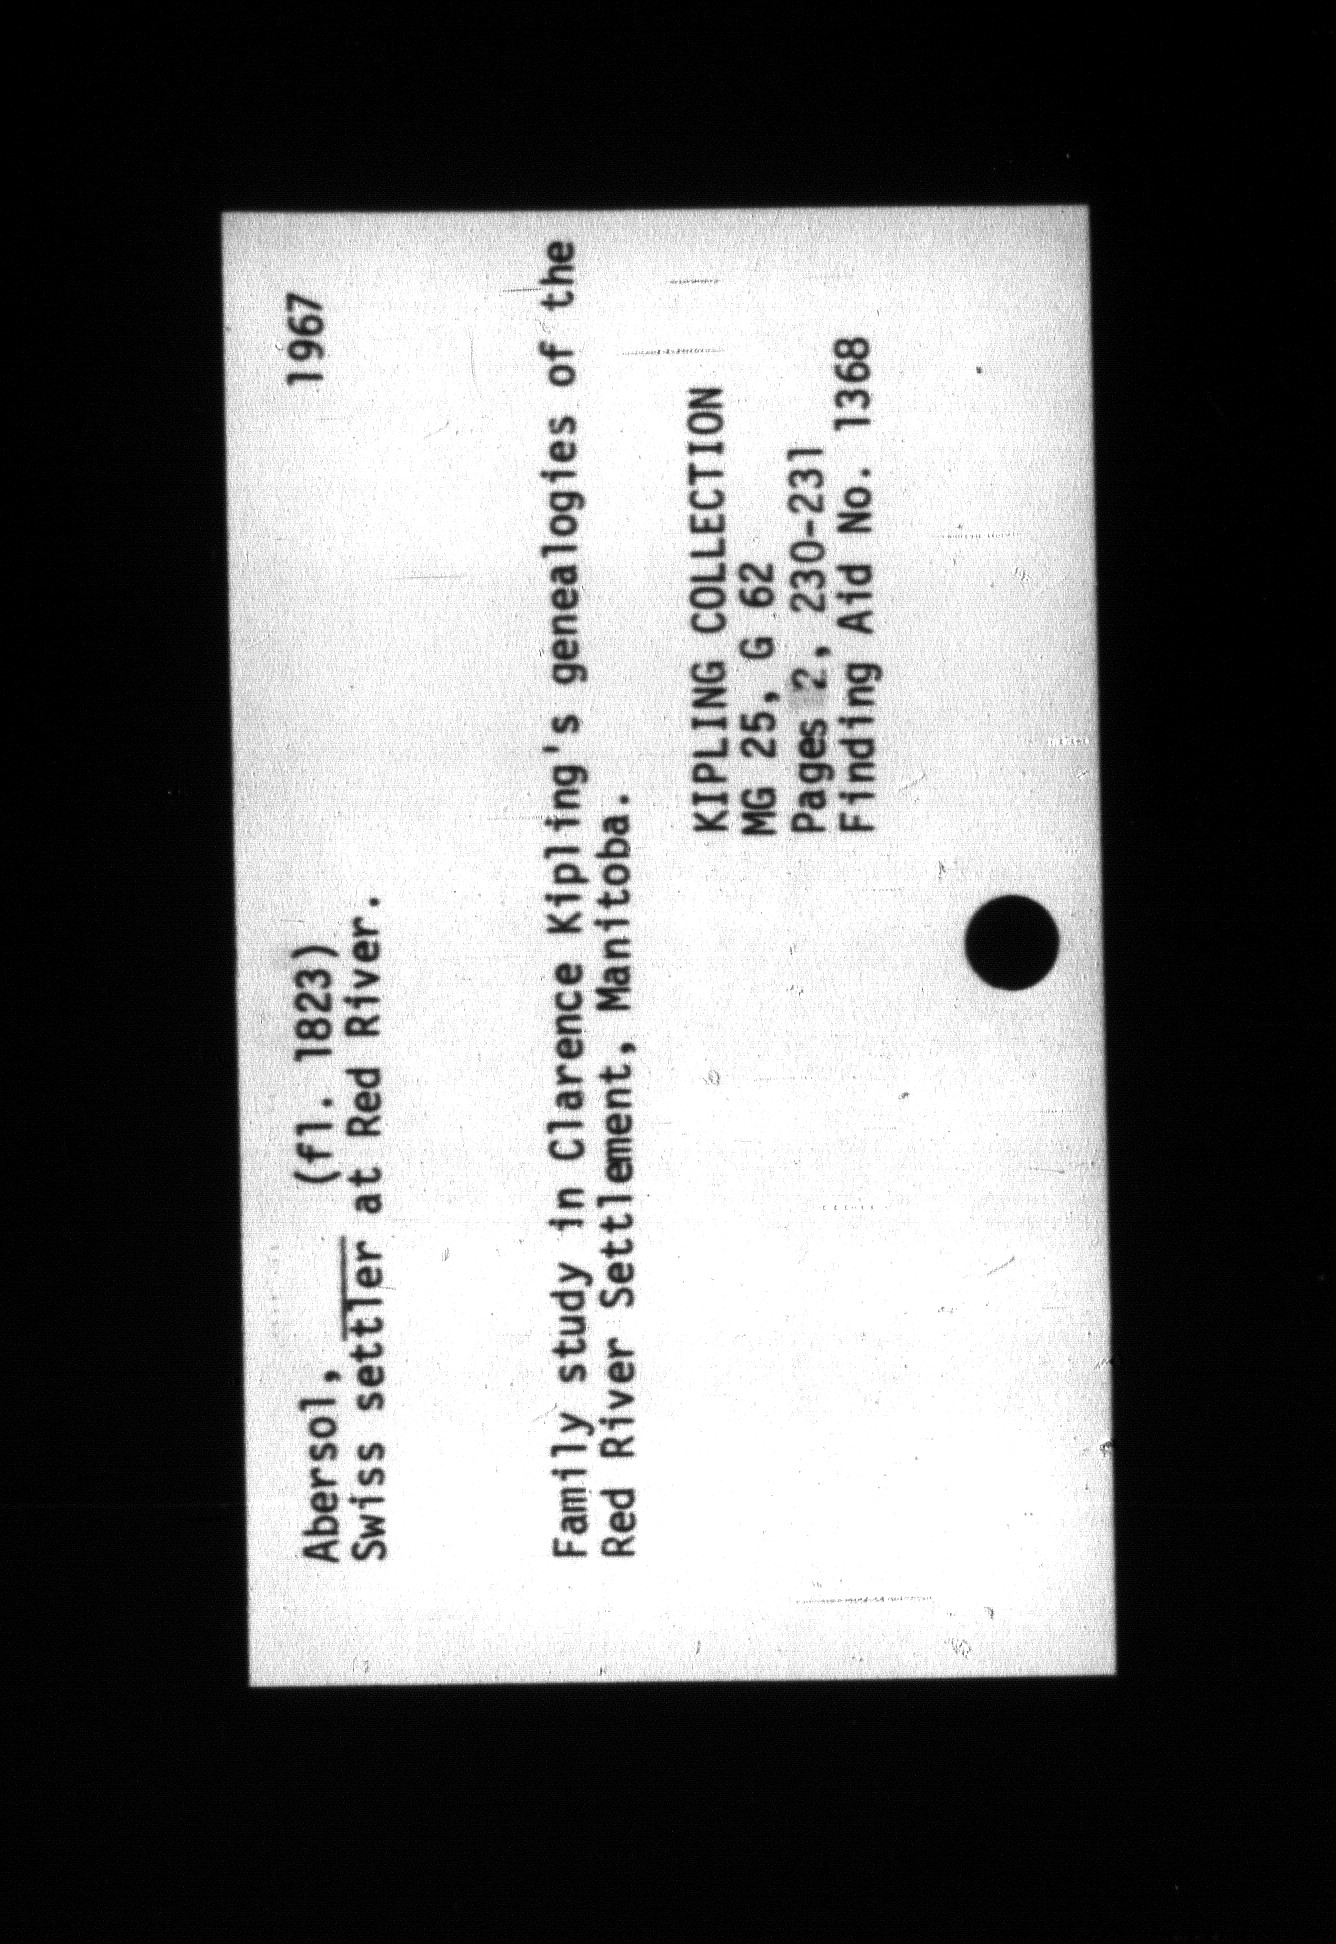 Abersol, ____ (fl. 1823) 1967
Swiss settler at Red River.
Family study in Clarence Kipling's genealogies of the
Red River Settlement, Manitoba.
KIPLING COLLECTION
MG 25, G 62
Pages 2, 230-231
Finding Aid No. 1368